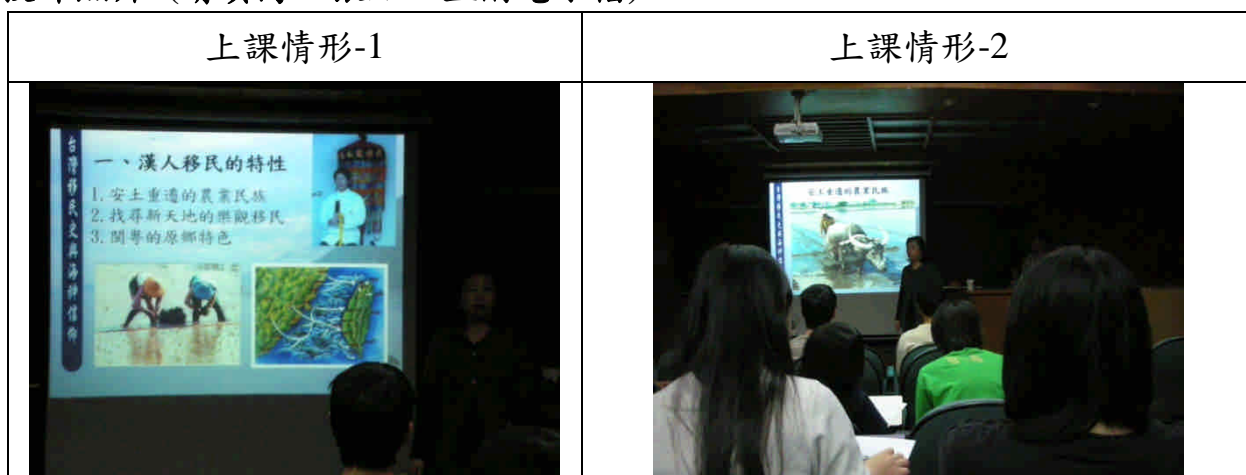 上課情形-1
上課情形-2
台灣移民史與海神信仰
一、漢人移民的特性
1. 安土重遷的農業民族
2. 找尋新天地的樂觀移民
3. 閩粵的原鄉特色
安土重遷的農業民族